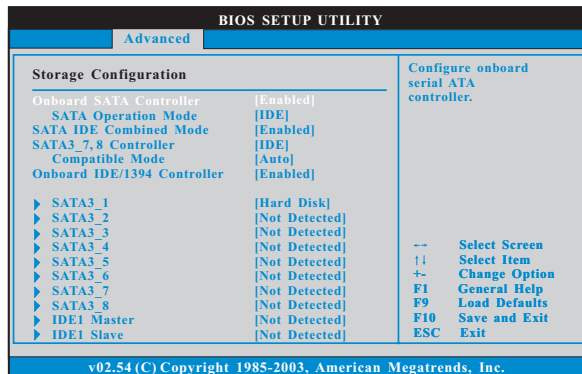 BIOS SETUP UTILITY
Advanced
Storage Configuration
Onboard SATA Controller [Enabled]
SATA Operation Mode [IDE]
SATA IDE Combined Mode [Enabled]
SATA3_7, 8 Controller [IDE]
Compatible Mode [Auto]
Onboard IDE/1394 Controller [Enabled]
SATA3_1 [Hard Disk]
SATA3_2 [Not Detected]
SATA3_3 [Not Detected]
SATA3_4 [Not Detected]
SATA3_5 [Not Detected]
SATA3_6 [Not Detected]
SATA3_7 [Not Detected]
SATA3_8 [Not Detected]
IDE1 Master [Not Detected]
IDE1 Slave [Not Detected]
Configure onboard
serial ATA
controller.
←→ Select Screen
↑↓ Select Item
+- Change Option
F1 General Help
F9 Load Defaults
F10 Save and Exit
ESC Exit
v02.54 (C) Copyright 1985-2003, American Megatrends, Inc.